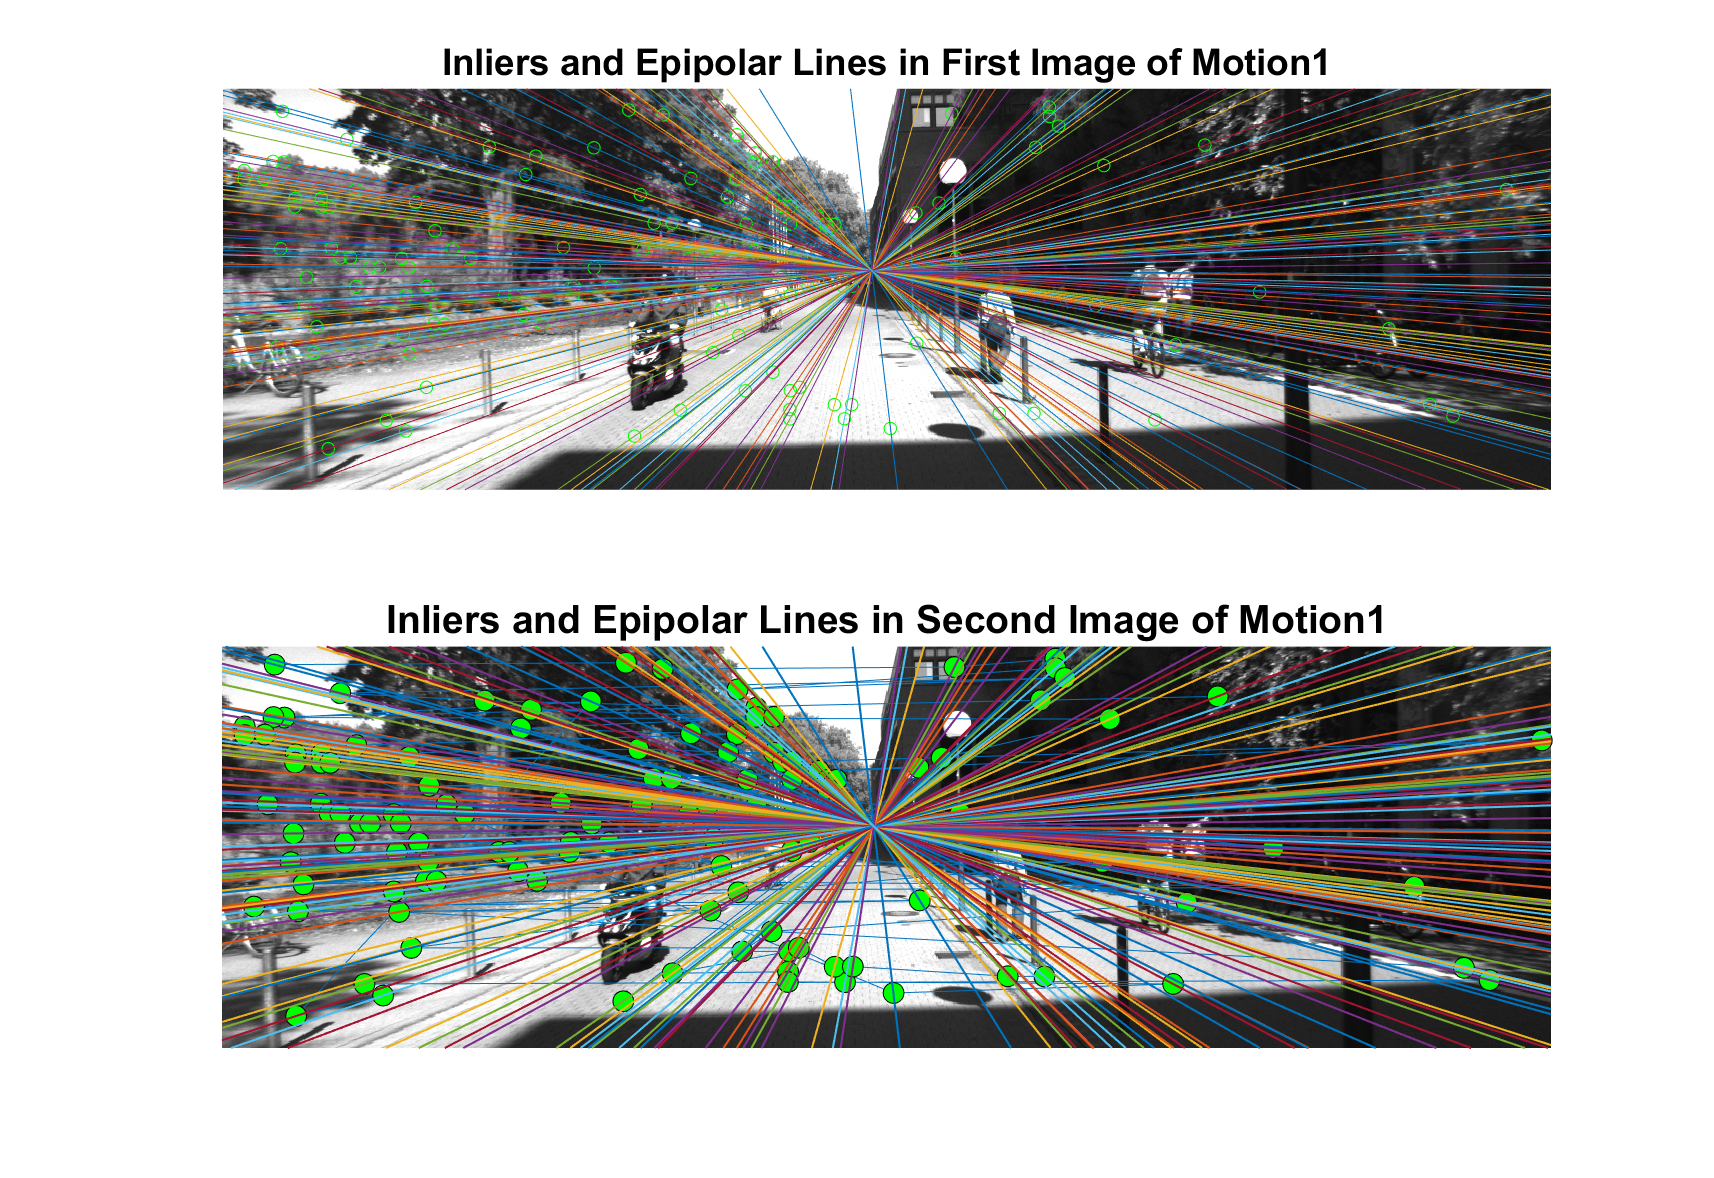 Inliers and Epipolar Lines in First Image of Motion1
Inliers and Epipolar Lines in Second Image of Motion1